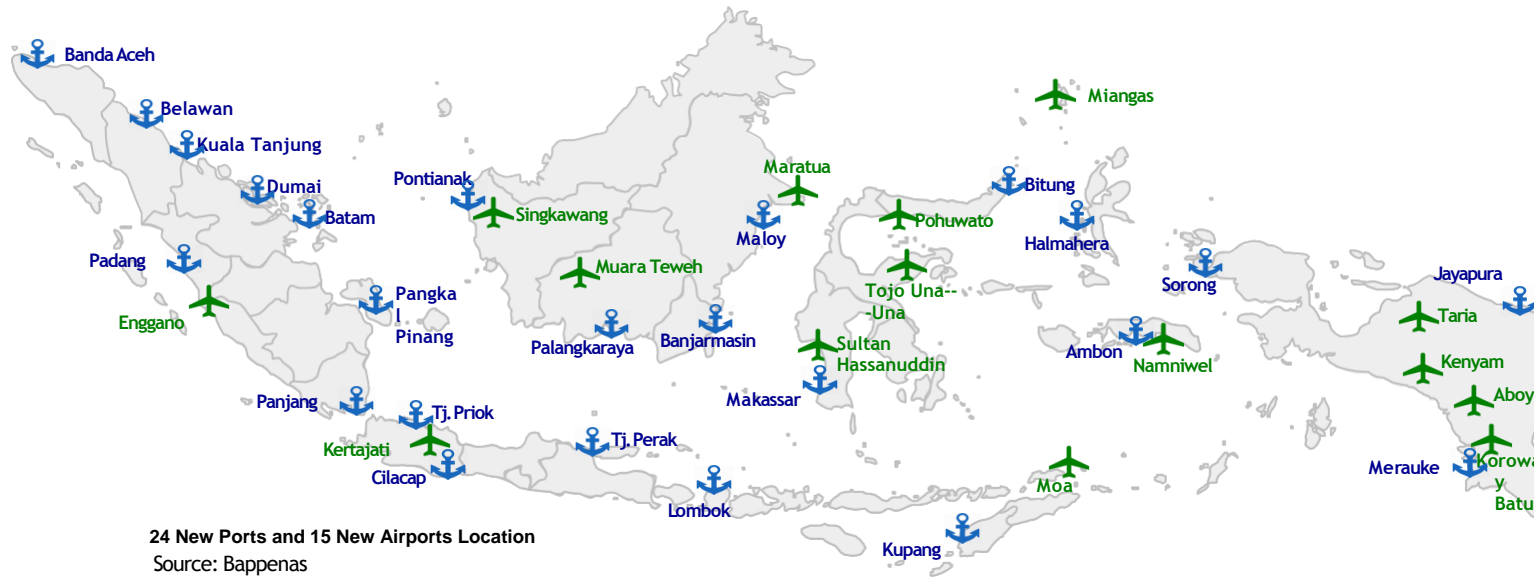 Banda Aceh
Belawan
Kuala Tanjung
Dumai
Batam
Padang
Enggano
Pangka
l
Pinang
Panjang
Tj. Priok
Kertajati
Cilacap
Tj. Perak
Lombok
Pontianak
Singkawang
Muara Teweh
Palangkaraya
Banjarmasin
Maratua
Maloy
Pohuwato
Tojo Una--
-Una
Sultan
Hassanuddin
Makassar
Miangas
Bitung
Halmahera
Sorong
Ambon
Namniwel
Moa
Kupang
Jayapura
Taria
Kenyam
Aboy
Merauke
Korowa
y
Batu
24 New Ports and 15 New Airports Location
Source: Bappenas